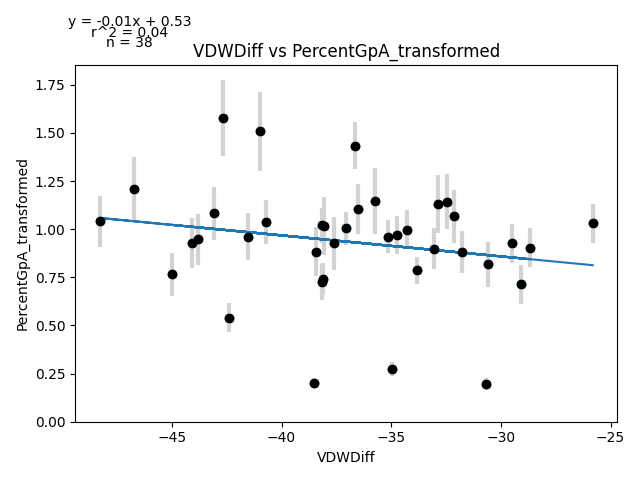 y = -0.01x + 0.53
r^2 = 0.04
n = 38
VDWDiff vs PercentGpA_transformed
PercentGpA_transformed
1.75
1.50
1.25
1.00
0.75
0.50
0.25
0.00
−45
−40
−35
−30
−25
VDWDiff